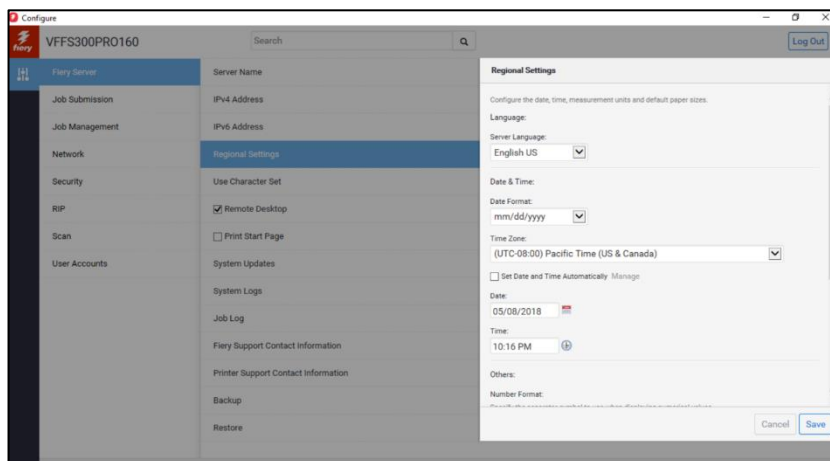 Configure
fiery
VFFS300PRO160
Search
Log Out
Fiery Server
Job Submission
Job Management
Network
Security
RIP
Scan
User Accounts
Server Name
IPv4 Address
IPv6 Address
Regional Settings
Use Character Set
Remote Desktop
Print Start Page
System Updates
System Logs
Job Log
Fiery Support Contact Information
Printer Support Contact Information
Backup
Restore
Regional Settings
Configure the date, time, measurement units and default paper sizes.
Language:
Server Language:
English US
Date & Time:
Date Format:
mm/dd/yyyy
Time Zone:
(UTC-08:00) Pacific Time (US & Canada)
Set Date and Time Automatically Manage
Date:
05/08/2018
Time:
10:16 PM
Others:
Number Format:
Cancel Save